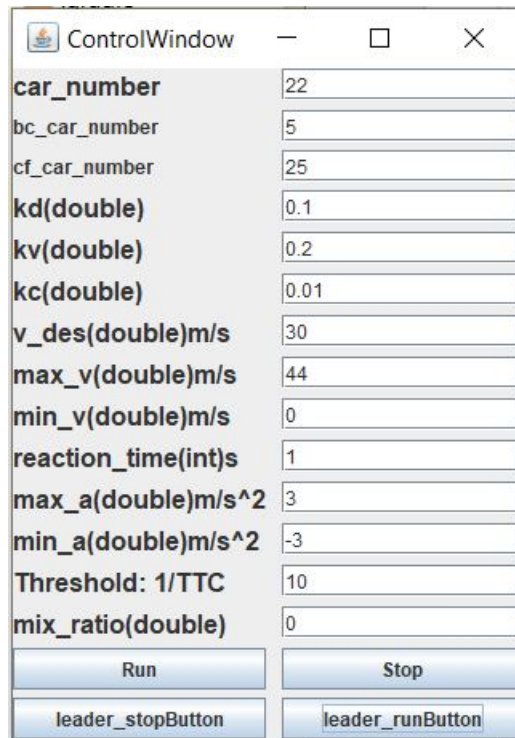 ControlWindow
car_number 22
bc_car_number 5
cf_car_number 25
kd(double) 0.1
kv(double) 0.2
kc(double) 0.01
v_des(double)m/s 30
max_v(double)m/s 44
min_v(double)m/s 0
reaction_time(int)s 1
max_a(double)m/s^2 3
min_a(double)m/s^2 -3
Threshold: 1/TTC 10
mix_ratio(double) 0
Run Stop
leader_stopButton leader_runButton